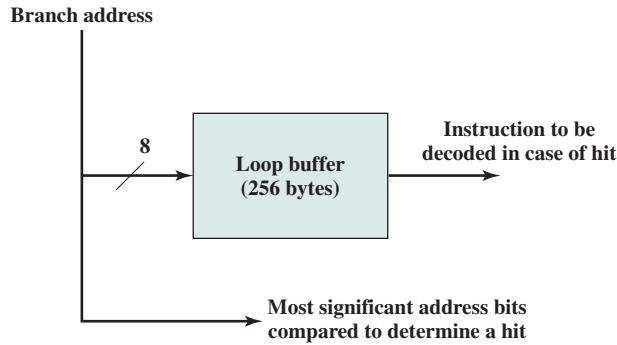 Branch address
8
Loop buffer
(256 bytes)
Instruction to be
decoded in case of hit
Most significant address bits
compared to determine a hit